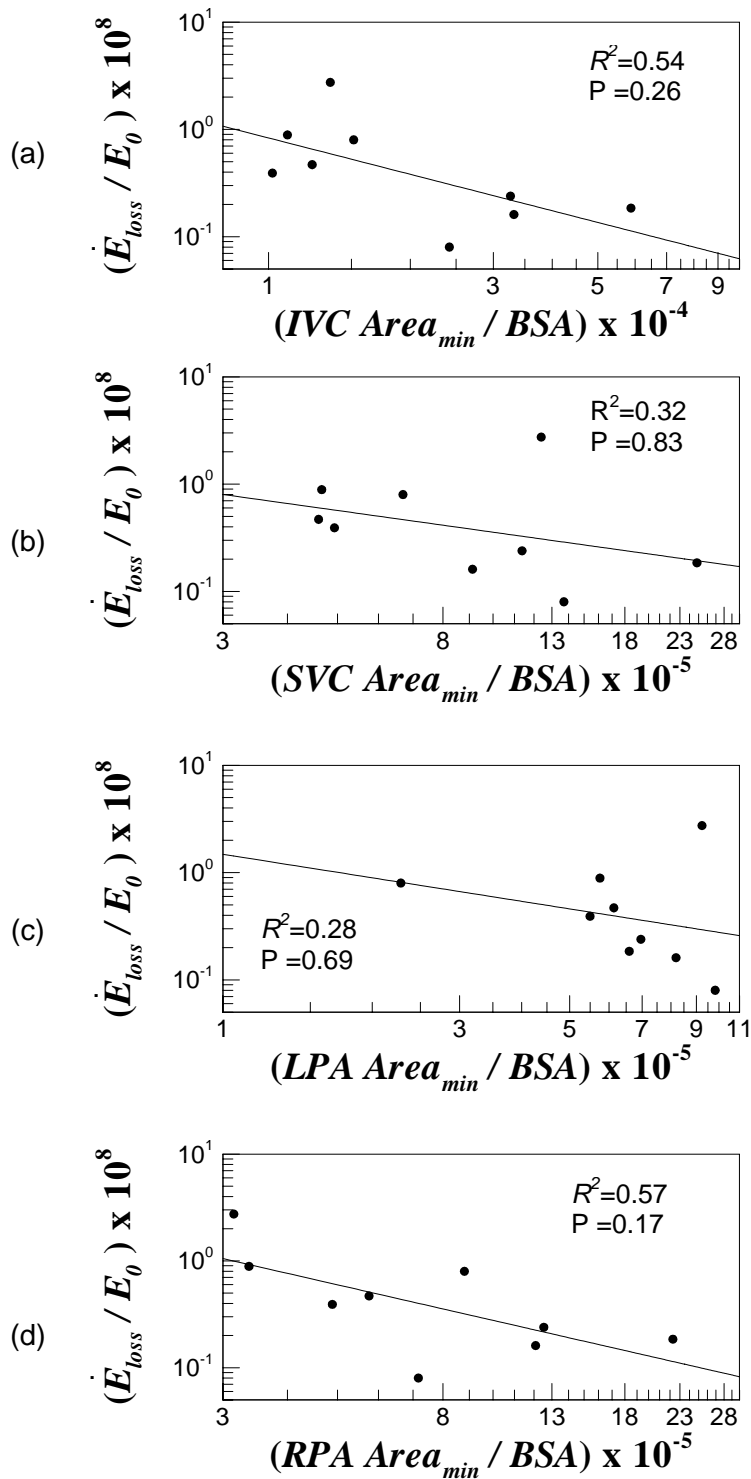 (a)
(Ė_loss / E_0) x 10^8
10^1
10^0
10^-1
R^2=0.54
P =0.26
1 3 5 7 9
(IVC Area_min / BSA) x 10^-4
(b)
(Ė_loss / E_0) x 10^8
10^1
10^0
10^-1
R^2=0.32
P =0.83
3 8 13 18 23 28
(SVC Area_min / BSA) x 10^-5
(c)
(Ė_loss / E_0) x 10^8
10^1
10^0
10^-1
R^2=0.28
P =0.69
1 3 5 7 9 11
(LPA Area_min / BSA) x 10^-5
(d)
(Ė_loss / E_0) x 10^8
10^1
10^0
10^-1
R^2=0.57
P =0.17
3 8 13 18 23 28
(RPA Area_min / BSA) x 10^-5